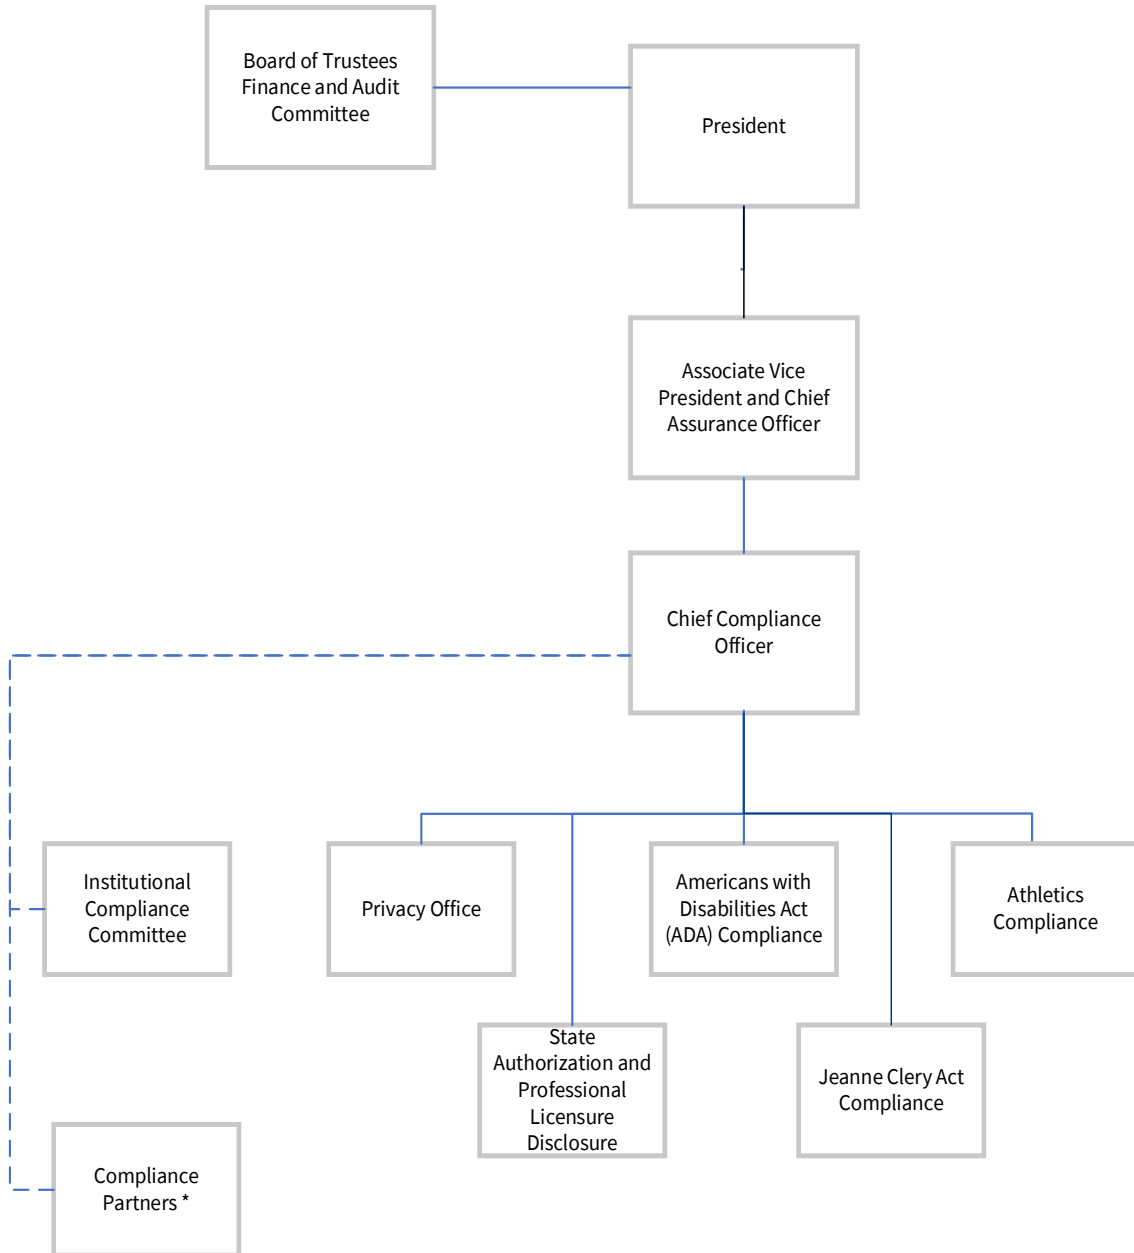 Board of Trustees
Finance and Audit
Committee
President
Associate Vice
President and Chief
Assurance Officer
Chief Compliance
Officer
Institutional
Compliance
Committee
Privacy Office
Americans with
Disabilities Act
(ADA) Compliance
Athletics
Compliance
State
Authorization and
Professional
Licensure
Disclosure
Jeanne Clery Act
Compliance
Compliance
Partners *